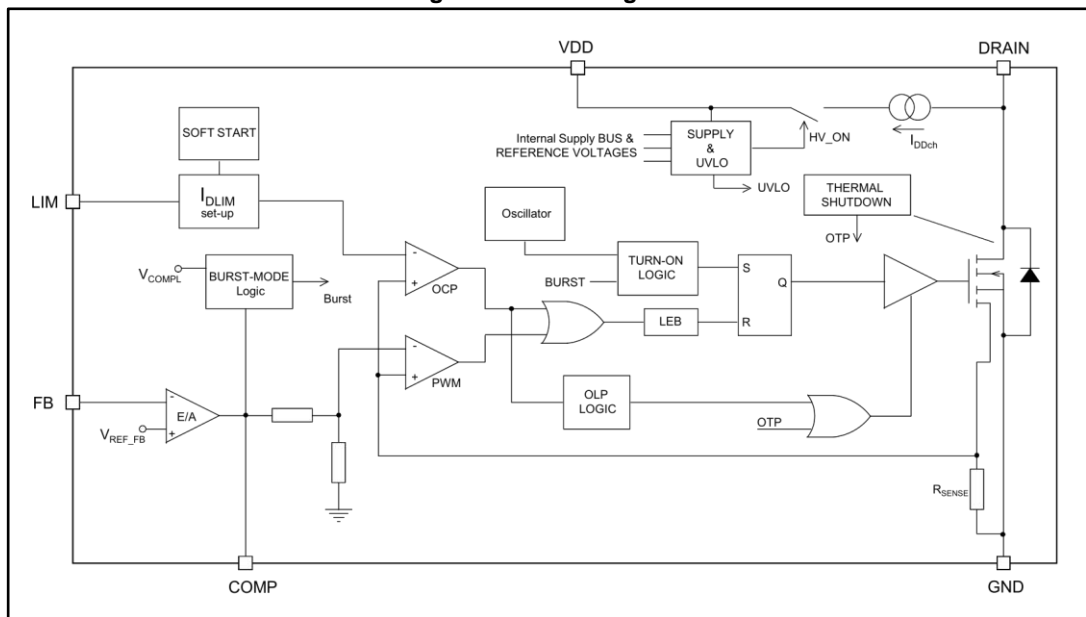 VDD
DRAIN
SOFT START
Internal Supply BUS &
REFERENCE VOLTAGES
SUPPLY
&
UVLO
HV_ON
IDDch
UVLO
THERMAL
SHUTDOWN
OTP
LIM
IDLIM
set-up
Oscillator
VCOMPL
BURST-MODE
Logic
Burst
-
+
OCP
BURST
TURN-ON
LOGIC
S
Q
R
LEB
-
+
PWM
FB
-
+
E/A
VREF_FB
OLP
LOGIC
OTP
RSENSE
COMP
GND